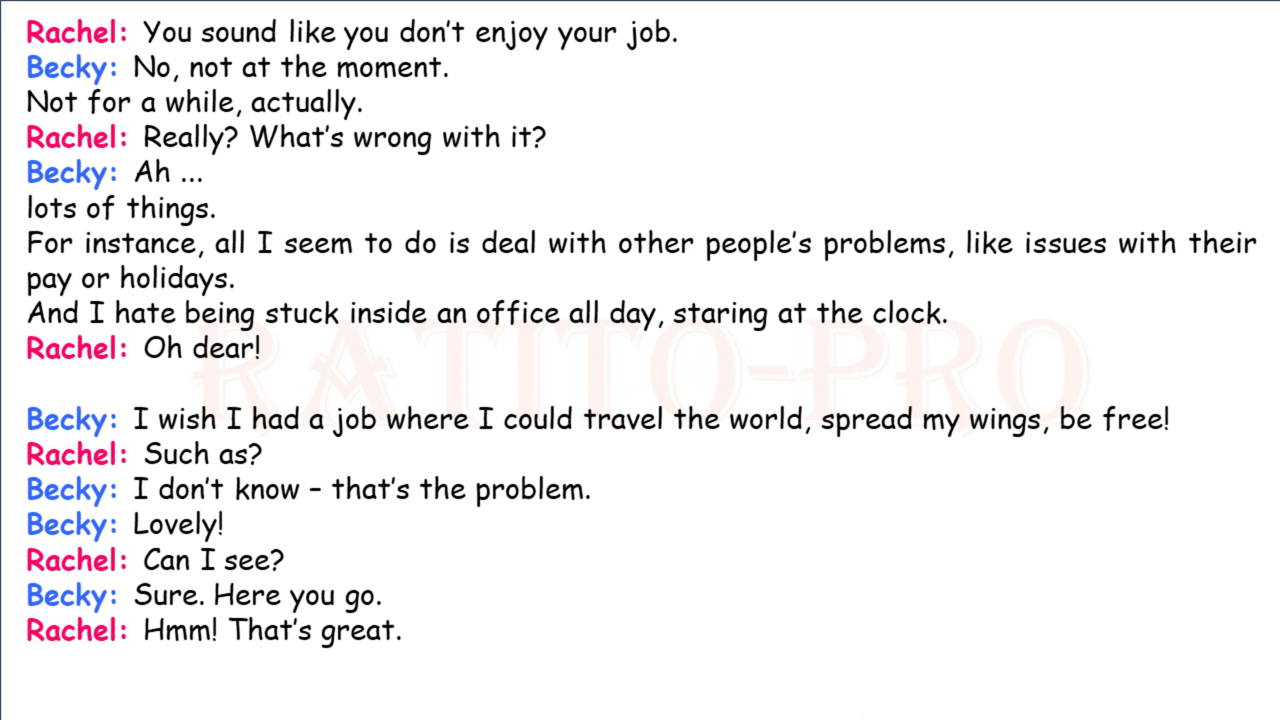 Rachel: You sound like you don't enjoy your job.
Becky: No, not at the moment.
Not for a while, actually.
Rachel: Really? What's wrong with it?
Becky: Ah ...
lots of things.
For instance, all I seem to do is deal with other people's problems, like issues with their
pay or holidays.
And I hate being stuck inside an office all day, staring at the clock.
Rachel: Oh dear!
RATITO-PRO
Becky: I wish I had a job where I could travel the world, spread my wings, be free!
Rachel: Such as?
Becky: I don't know – that's the problem.
Becky: Lovely!
Rachel: Can I see?
Becky: Sure. Here you go.
Rachel: Hmm! That's great.